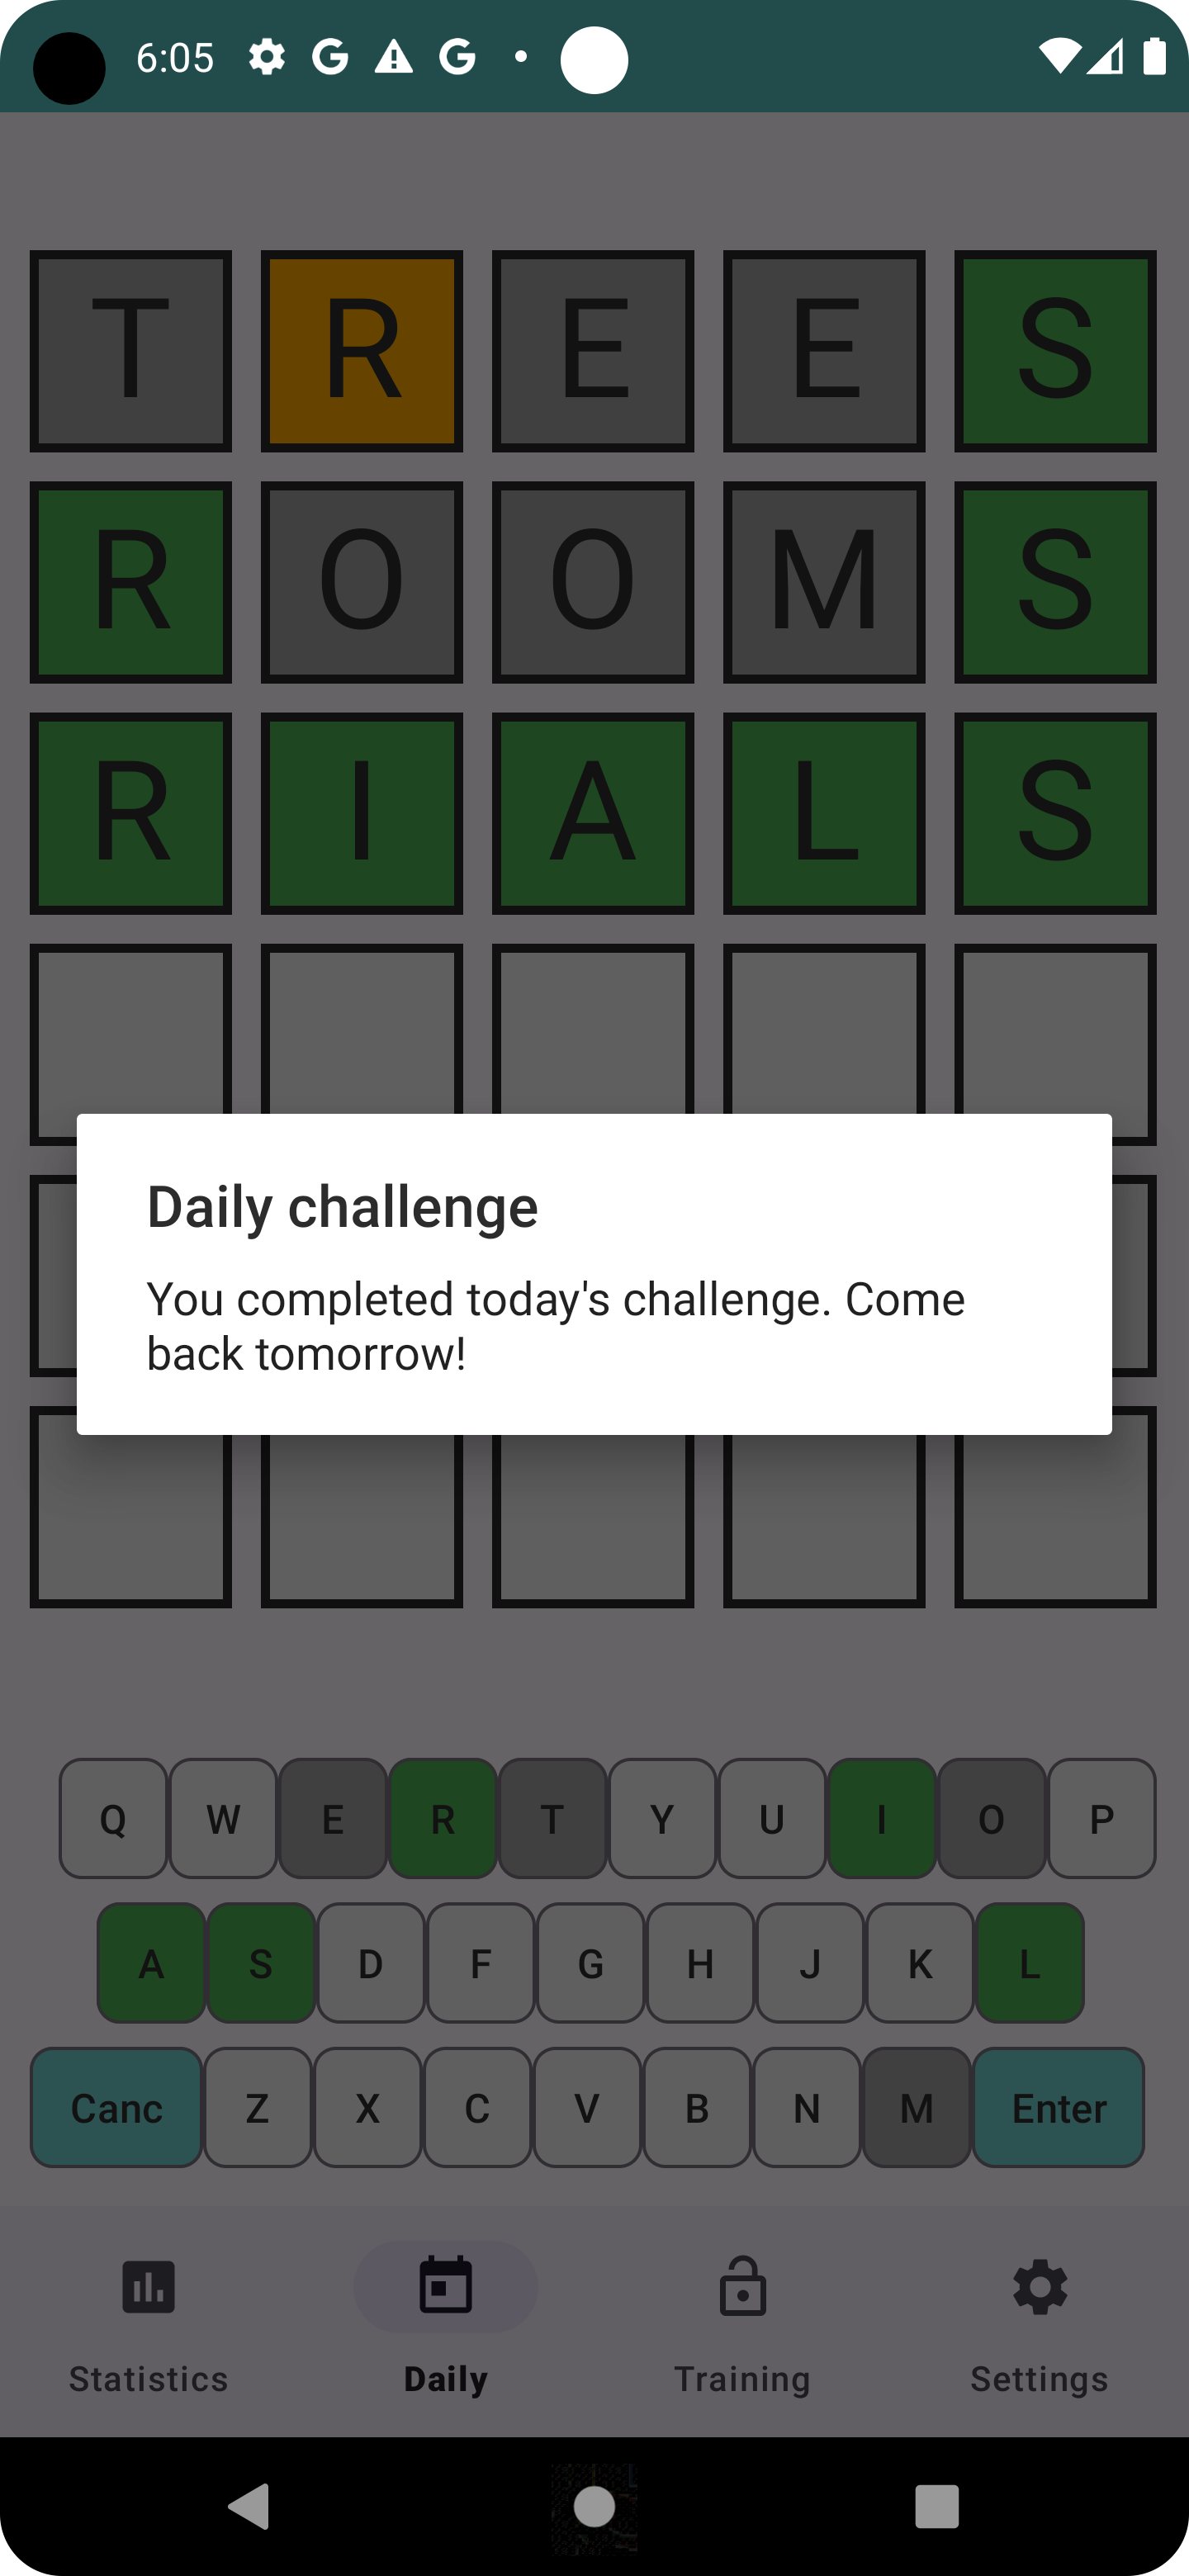 6:05
T R E E S
R O O M S
R I A L S
Daily challenge
You completed today's challenge. Come
back tomorrow!
Q W E R T Y U I O P
A S D F G H J K L
Canc Z X C V B N M Enter
Statistics Daily Training Settings